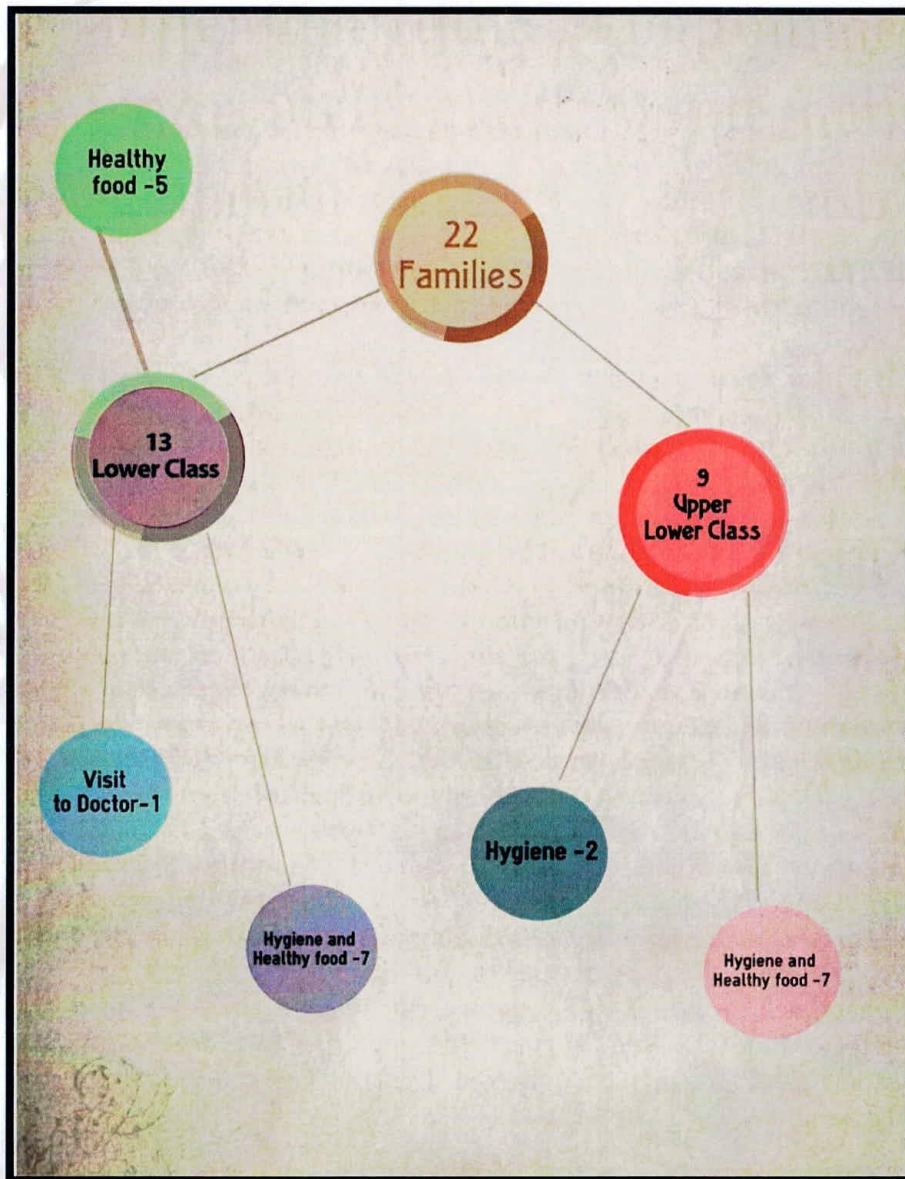 Healthy
food -5
22
Families
13
Lower Class
9
Upper
Lower Class
Visit
to Doctor-1
Hygiene -2
Hygiene and
Healthy food -7
Hygiene and
Healthy food -7